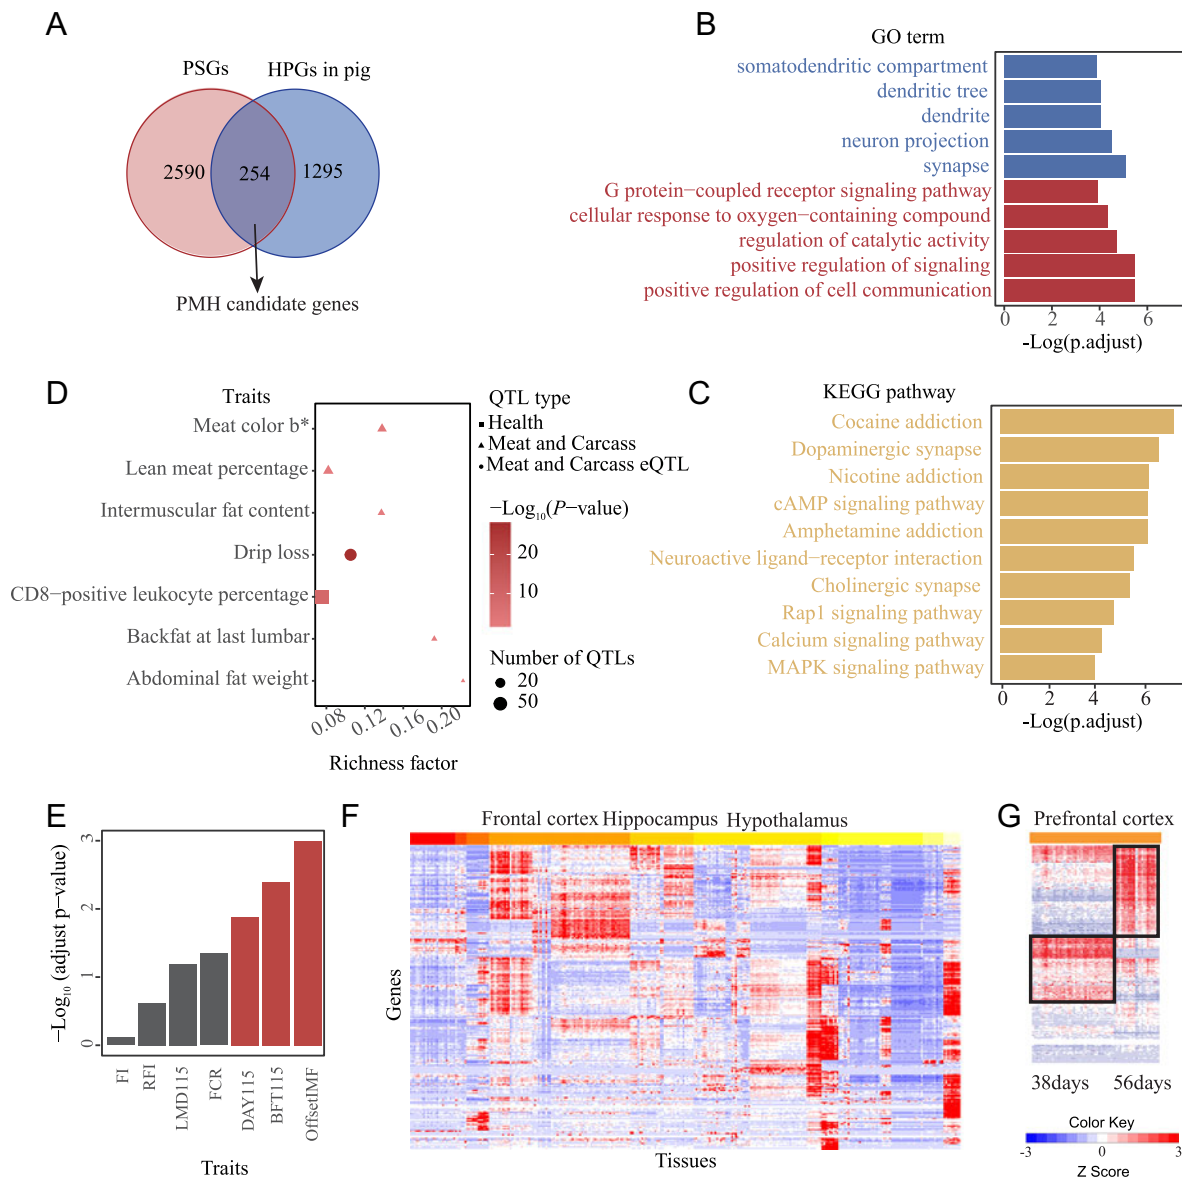 A
PSGs
HPGs in pig
2590
254
1295
PMH candidate genes
B
GO term
somatodendritic compartment
dendritic tree
dendrite
neuron projection
synapse
G protein−coupled receptor signaling pathway
cellular response to oxygen−containing compound
regulation of catalytic activity
positive regulation of signaling
positive regulation of cell communication
0 2 4 6
-Log(p.adjust)
D
Traits
Meat color b*
Lean meat percentage
Intermuscular fat content
Drip loss
CD8−positive leukocyte percentage
Backfat at last lumbar
Abdominal fat weight
0.08 0.12 0.16 0.20
Richness factor
QTL type
Health
Meat and Carcass
Meat and Carcass eQTL
−Log10(P−value)
20
10
Number of QTLs
20
50
C
KEGG pathway
Cocaine addiction
Dopaminergic synapse
Nicotine addiction
cAMP signaling pathway
Amphetamine addiction
Neuroactive ligand−receptor interaction
Cholinergic synapse
Rap1 signaling pathway
Calcium signaling pathway
MAPK signaling pathway
0 2 4 6
-Log(p.adjust)
E
−Log10 (adjust p−value)
3
2
1
0
FI
RFI
LMD115
FCR
DAY115
BFT115
OffsetIMF
Traits
F
Frontal cortex Hippocampus Hypothalamus
Genes
Tissues
G
Prefrontal cortex
38days 56days
Color Key
-3 0 3
Z Score